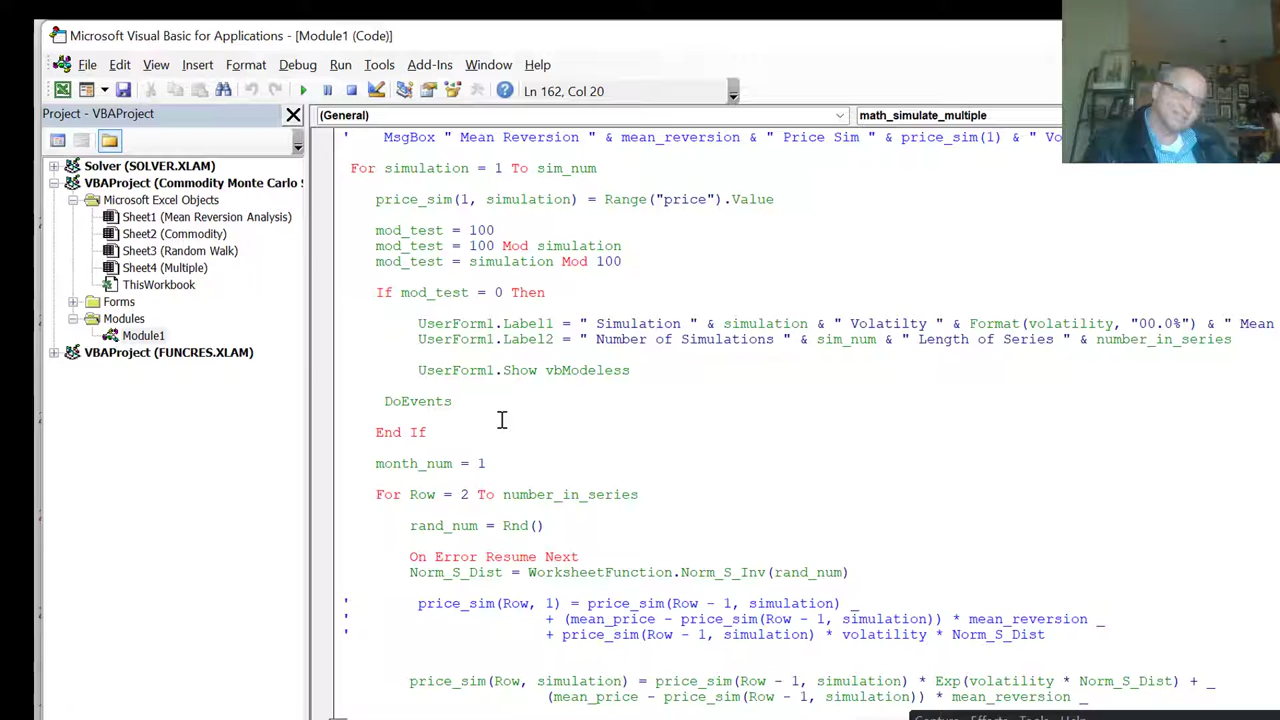 Microsoft Visual Basic for Applications - [Module1 (Code)]
File Edit View Insert Format Debug Run Tools Add-Ins Window Help
Ln 162, Col 20
Project - VBAProject
(General)
math_simulate_multiple
Solver (SOLVER.XLAM)
VBAProject (Commodity Monte Carlo S
Microsoft Excel Objects
Sheet1 (Mean Reversion Analysis)
Sheet2 (Commodity)
Sheet3 (Random Walk)
Sheet4 (Multiple)
ThisWorkbook
Forms
Modules
Module1
VBAProject (FUNCRES.XLAM)
' MsgBox " Mean Reversion " & mean_reversion & " Price Sim " & price_sim(1) & " Vo
For simulation = 1 To sim_num
price_sim(1, simulation) = Range("price").Value
mod_test = 100
mod_test = 100 Mod simulation
mod_test = simulation Mod 100
If mod_test = 0 Then
UserForm1.Label1 = " Simulation " & simulation & " Volatilty " & Format(volatility, "00.0%") & " Mean
UserForm1.Label2 = " Number of Simulations " & sim_num & " Length of Series " & number_in_series
UserForm1.Show vbModeless
DoEvents
End If
month_num = 1
For Row = 2 To number_in_series
rand_num = Rnd()
On Error Resume Next
Norm_S_Dist = WorksheetFunction.Norm_S_Inv(rand_num)
' price_sim(Row, 1) = price_sim(Row - 1, simulation) _
' + (mean_price - price_sim(Row - 1, simulation)) * mean_reversion _
' + price_sim(Row - 1, simulation) * volatility * Norm_S_Dist
price_sim(Row, simulation) = price_sim(Row - 1, simulation) * Exp(volatility * Norm_S_Dist) + _
(mean_price - price_sim(Row - 1, simulation)) * mean_reversion _
Capture Effects Tools Help